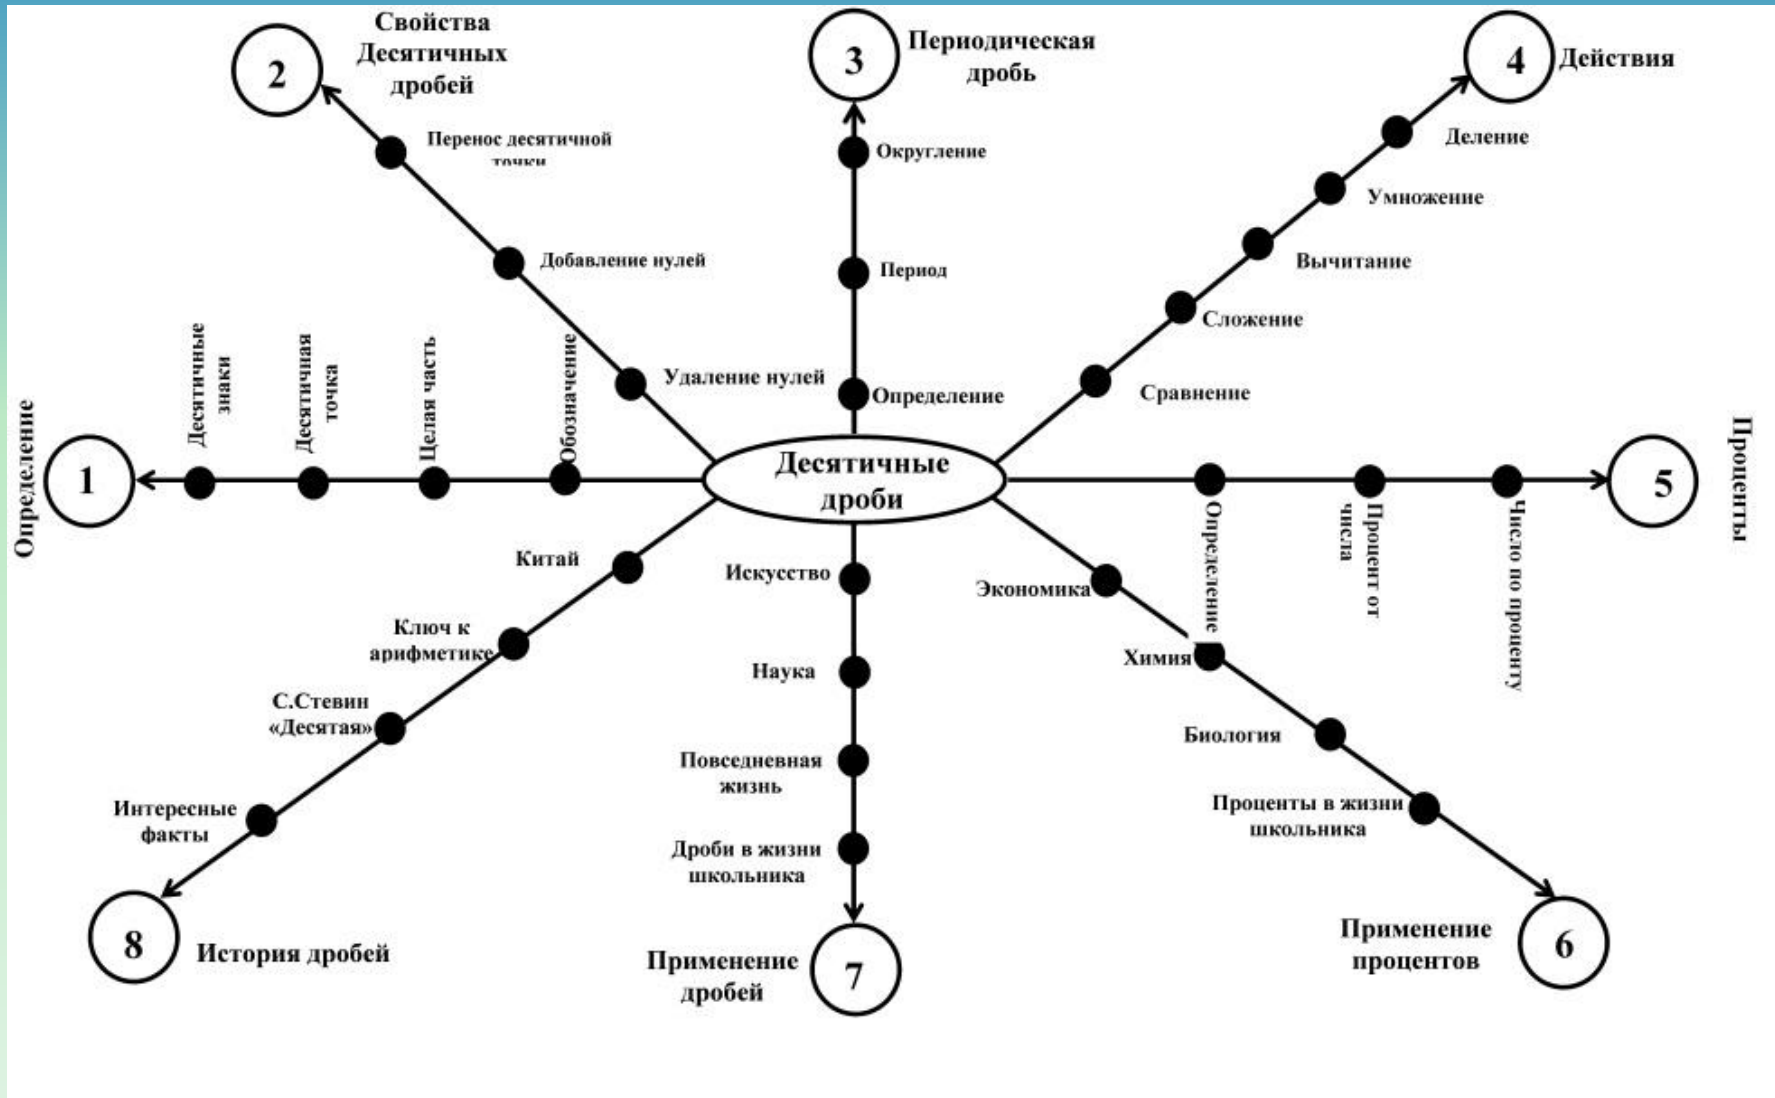 2
Свойства
Десятичных
дробей
Перенос десятичной
точки
Добавление нулей
Удаление нулей
3
Периодическая
дробь
Округление
Период
Определение
4
Действия
Деление
Умножение
Вычитание
Сложение
Сравнение
Определение
1
Десятичные
знаки
Десятичная
точка
Целая часть
Обозначение
Десятичные
дроби
Определение
Процент от
числа
Число по проценту
5
Проценты
Китай
Ключ к
арифметике
С.Стевин
«Десятая»
Интересные
факты
8
История дробей
Искусство
Наука
Повседневная
жизнь
Дроби в жизни
школьника
Применение
дробей
7
Экономика
Химия
Биология
Проценты в жизни
школьника
Применение
процентов
6